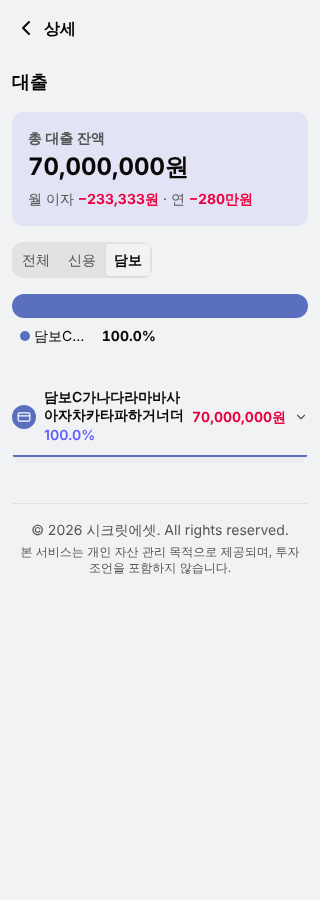 상세
대출
총 대출 잔액
70,000,000원
월 이자 −233,333원 · 연 −280만원
전체 신용 담보
담보C... 100.0%
담보C가나다라마바사
아자차카타파하거너더 70,000,000원
100.0%
© 2026 시크릿에셋. All rights reserved.
본 서비스는 개인 자산 관리 목적으로 제공되며, 투자
조언을 포함하지 않습니다.